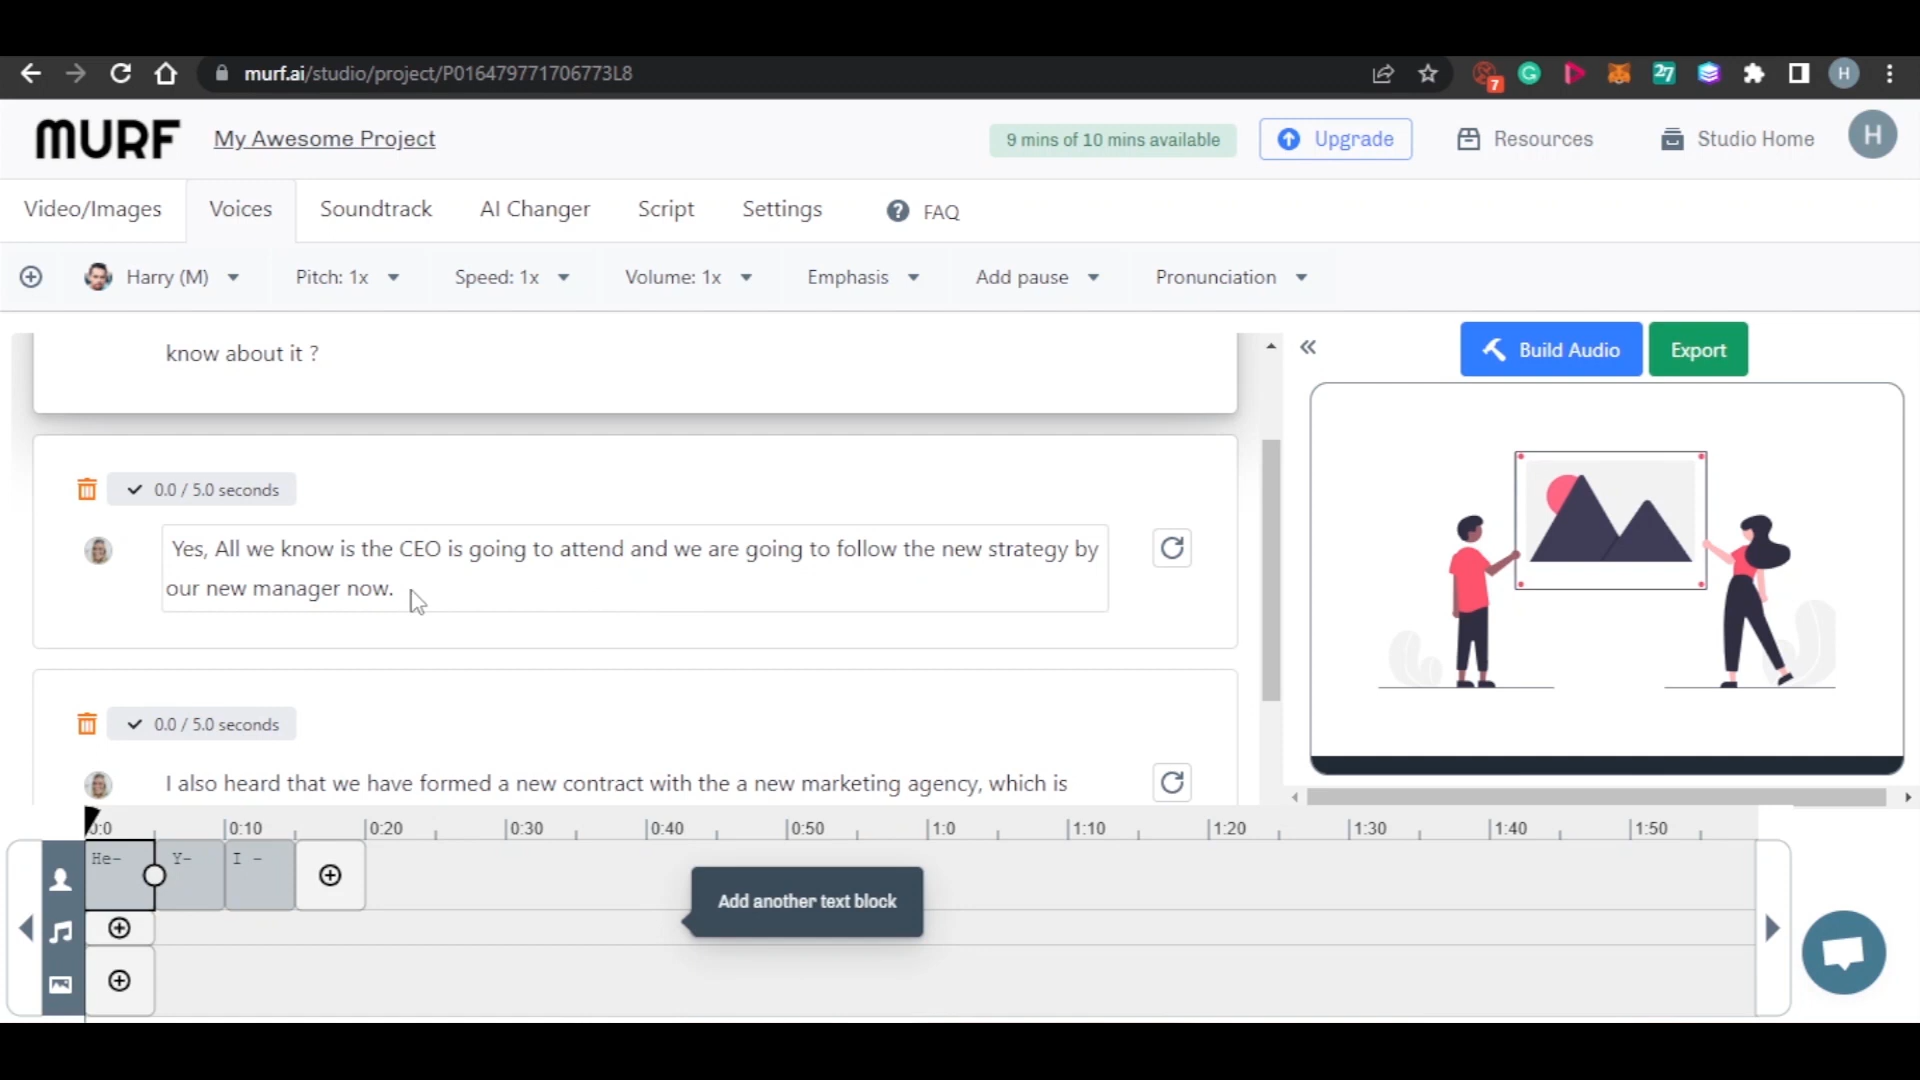 murf.ai/studio/project/P016479771706773L8
7
27
H
MURF
My Awesome Project
9 mins of 10 mins available
Upgrade
Resources
Studio Home
H
Video/Images
Voices
Soundtrack
AI Changer
Script
Settings
? FAQ
Harry (M)
Pitch: 1x
Speed: 1x
Volume: 1x
Emphasis
Add pause
Pronunciation
know about it ?
Build Audio
Export
0.0 / 5.0 seconds
Yes, All we know is the CEO is going to attend and we are going to follow the new strategy by
our new manager now.
0.0 / 5.0 seconds
I also heard that we have formed a new contract with the a new marketing agency, which is
0:0
0:10
0:20
0:30
0:40
0:50
1:0
1:10
1:20
1:30
1:40
1:50
He-
Y-
I -
Add another text block